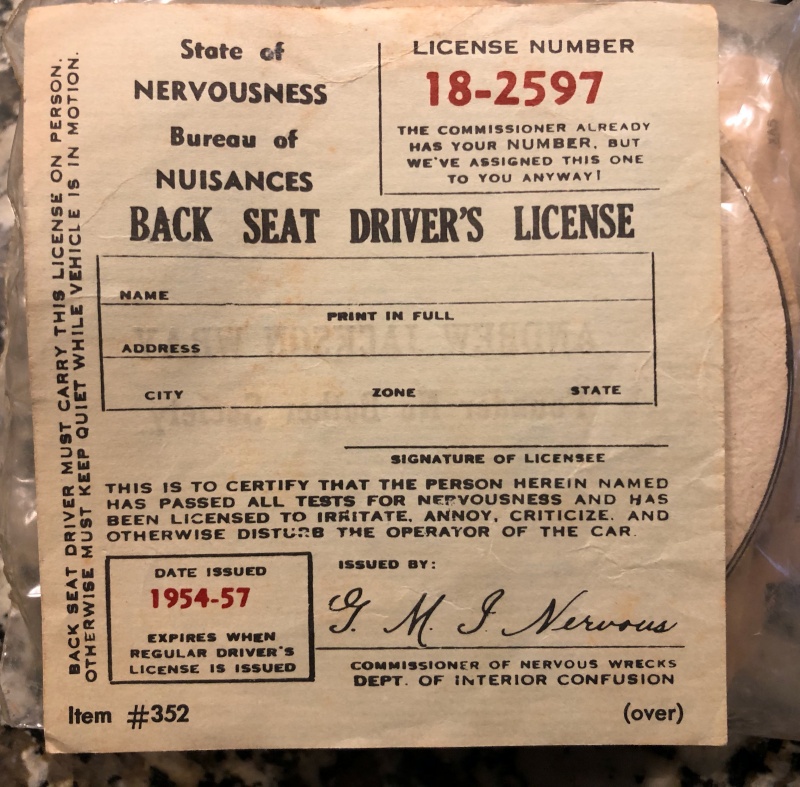 State of
NERVOUSNESS
Bureau of
NUISANCES
LICENSE NUMBER
18-2597
THE COMMISSIONER ALREADY
HAS YOUR NUMBER, BUT
WE'VE ASSIGNED THIS ONE
TO YOU ANYWAY!
BACK SEAT DRIVER'S LICENSE
NAME
PRINT IN FULL
ADDRESS
CITY ZONE STATE
SIGNATURE OF LICENSEE
THIS IS TO CERTIFY THAT THE PERSON HEREIN NAMED
HAS PASSED ALL TESTS FOR NERVOUSNESS AND HAS
BEEN LICENSED TO IRRITATE, ANNOY, CRITICIZE, AND
OTHERWISE DISTURB THE OPERATOR OF THE CAR.
DATE ISSUED
1954-57
EXPIRES WHEN
REGULAR DRIVER'S
LICENSE IS ISSUED
ISSUED BY:
G. M. I. Nervous
COMMISSIONER OF NERVOUS WRECKS
DEPT. OF INTERIOR CONFUSION
Item #352
(over)
BACK SEAT DRIVER MUST CARRY THIS LICENSE ON PERSON,
OTHERWISE MUST KEEP QUIET WHILE VEHICLE IS IN MOTION.